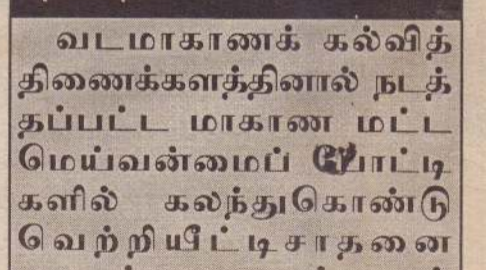 வடமாகாணக் கல்வித்
திணைக்களத்தினால் நடத்
தப்பட்ட மாகாண மட்ட
மெய்வன்மைப் போட்டி
களில் கலந்துகொண்டு
வெற்றியீட்டிசாதனை